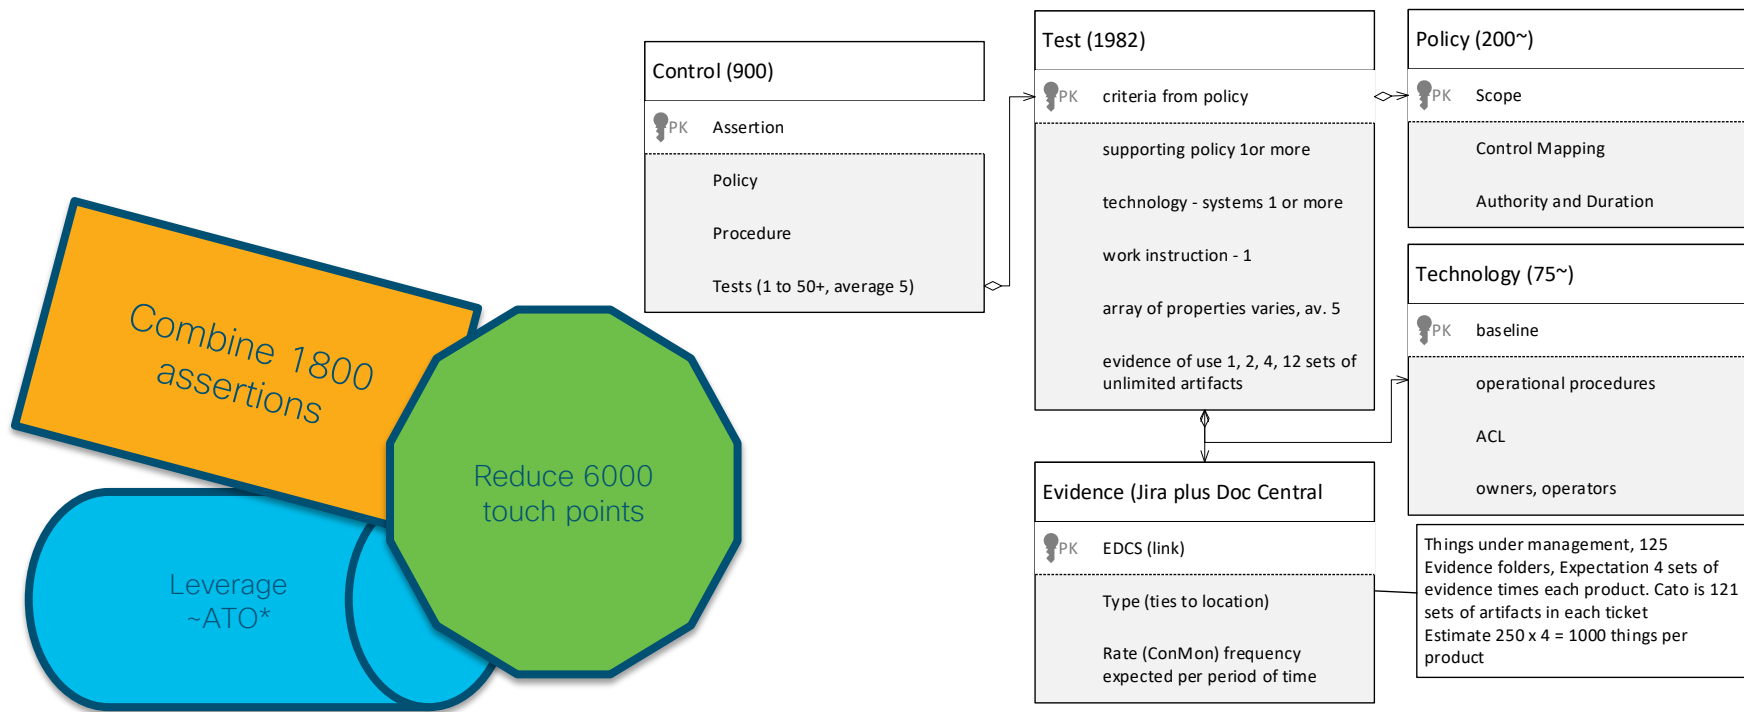 Combine 1800
assertions
Reduce 6000
touch points
Leverage
~ATO*
Control (900)
PK Assertion
Policy
Procedure
Tests (1 to 50+, average 5)
Test (1982)
PK criteria from policy
supporting policy 1or more
technology - systems 1 or more
work instruction - 1
array of properties varies, av. 5
evidence of use 1, 2, 4, 12 sets of
unlimited artifacts
Policy (200~)
PK Scope
Control Mapping
Authority and Duration
Technology (75~)
PK baseline
operational procedures
ACL
owners, operators
Evidence (Jira plus Doc Central
PK EDCS (link)
Type (ties to location)
Rate (ConMon) frequency
expected per period of time
Things under management, 125
Evidence folders, Expectation 4 sets of
evidence times each product. Cato is 121
sets of artifacts in each ticket
Estimate 250 x 4 = 1000 things per
product